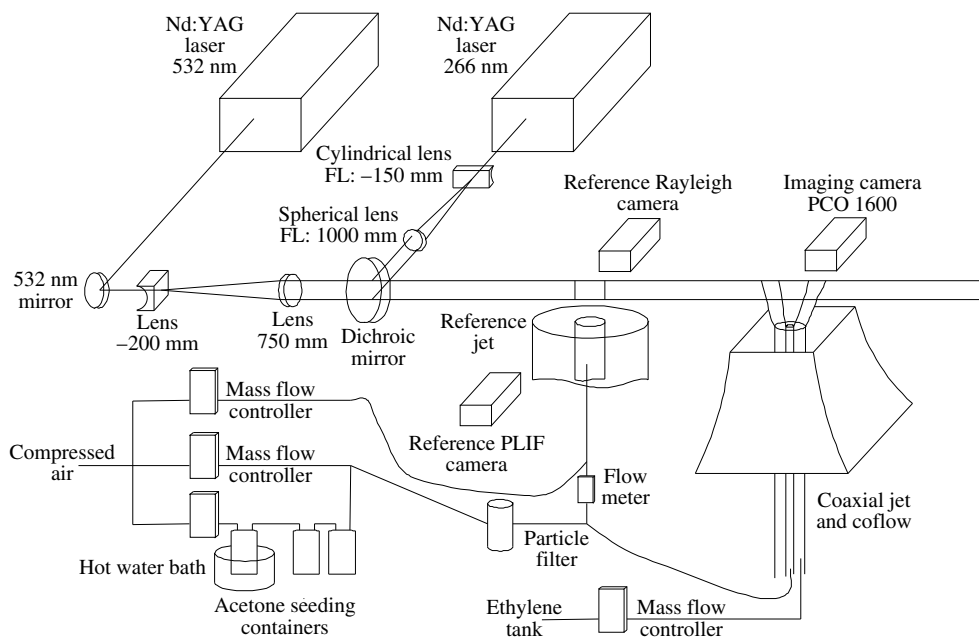 Nd:YAG
laser
532 nm
Nd:YAG
laser
266 nm
Cylindrical lens
FL: −150 mm
Spherical lens
FL: 1000 mm
Reference Rayleigh
camera
Imaging camera
PCO 1600
532 nm
mirror
Lens
−200 mm
Lens
750 mm
Dichroic
mirror
Reference
jet
Mass flow
controller
Reference PLIF
camera
Compressed
air
Mass flow
controller
Flow
meter
Coaxial jet
and coflow
Particle
filter
Hot water bath
Acetone seeding
containers
Ethylene
tank
Mass flow
controller